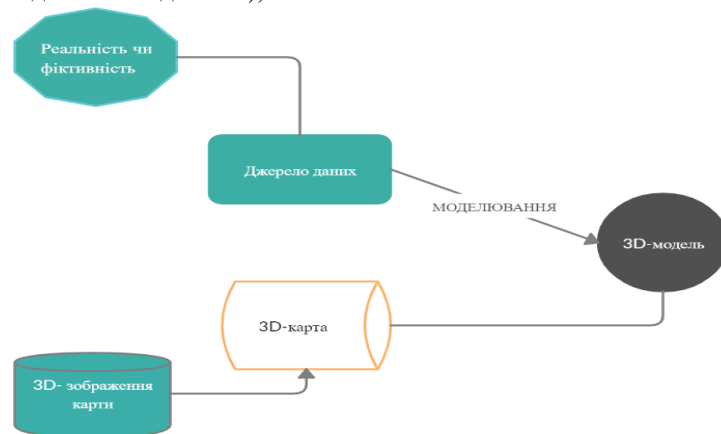 Реальність чи
фіктивність
Джерело даних
МОДЕЛЮВАННЯ
3D-модель
3D-карта
3D- зображення
карти